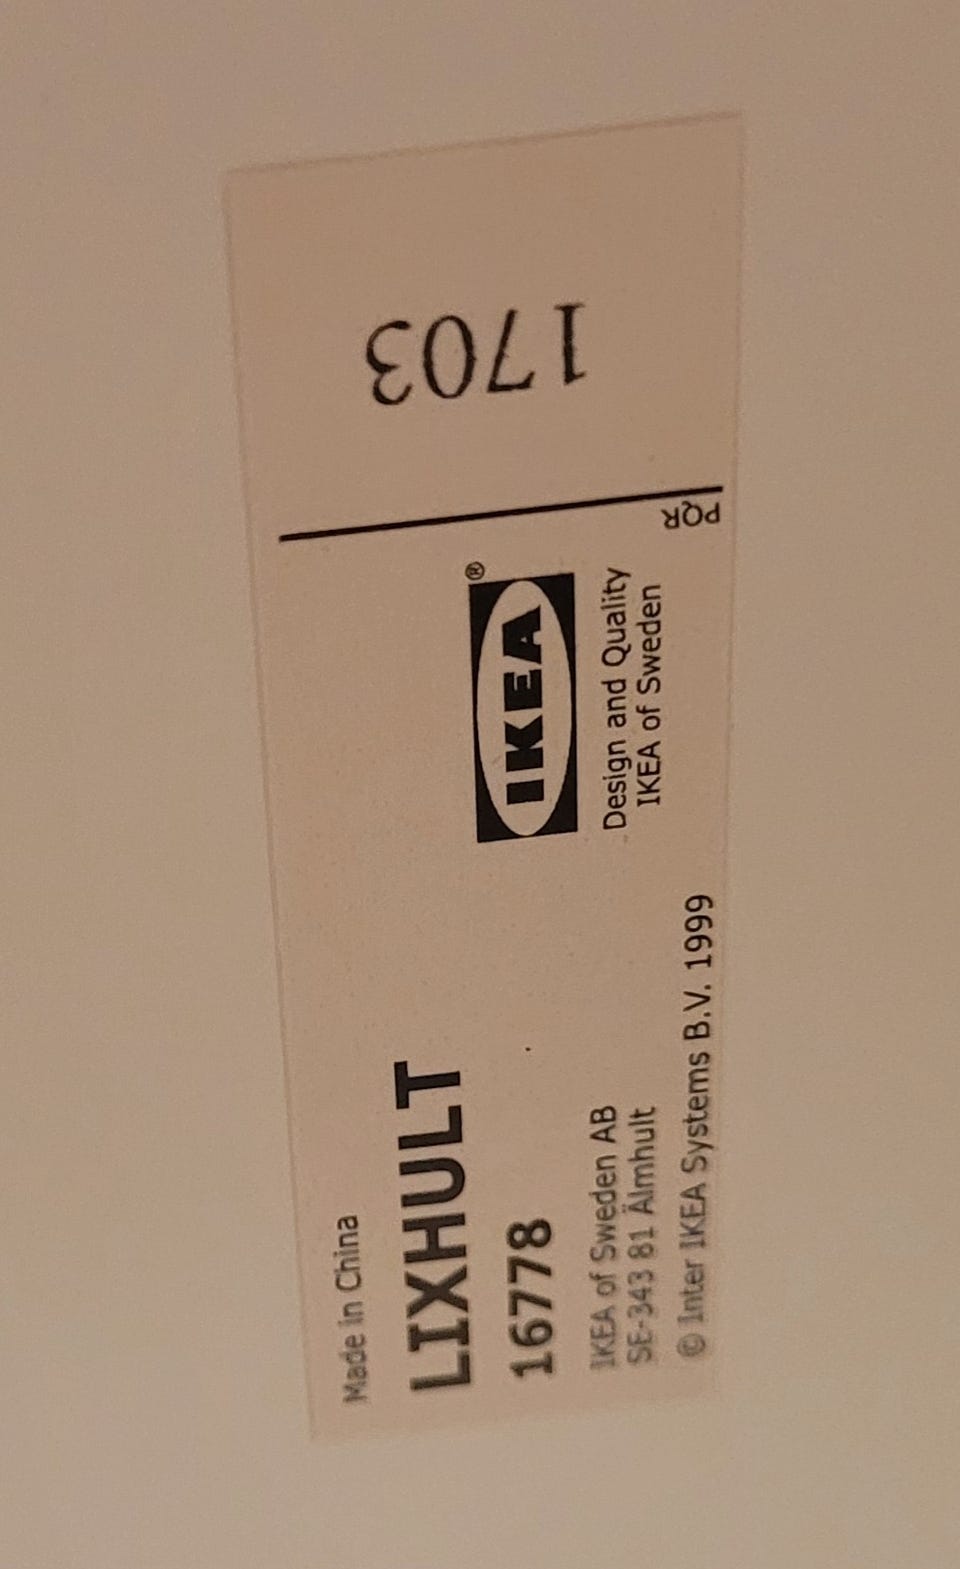 Made in China
LIXHULT
16778
IKEA of Sweden AB
SE-343 81 Älmhult
© Inter IKEA Systems B.V. 1999
IKEA®
Design and Quality
IKEA of Sweden
PQR
1703